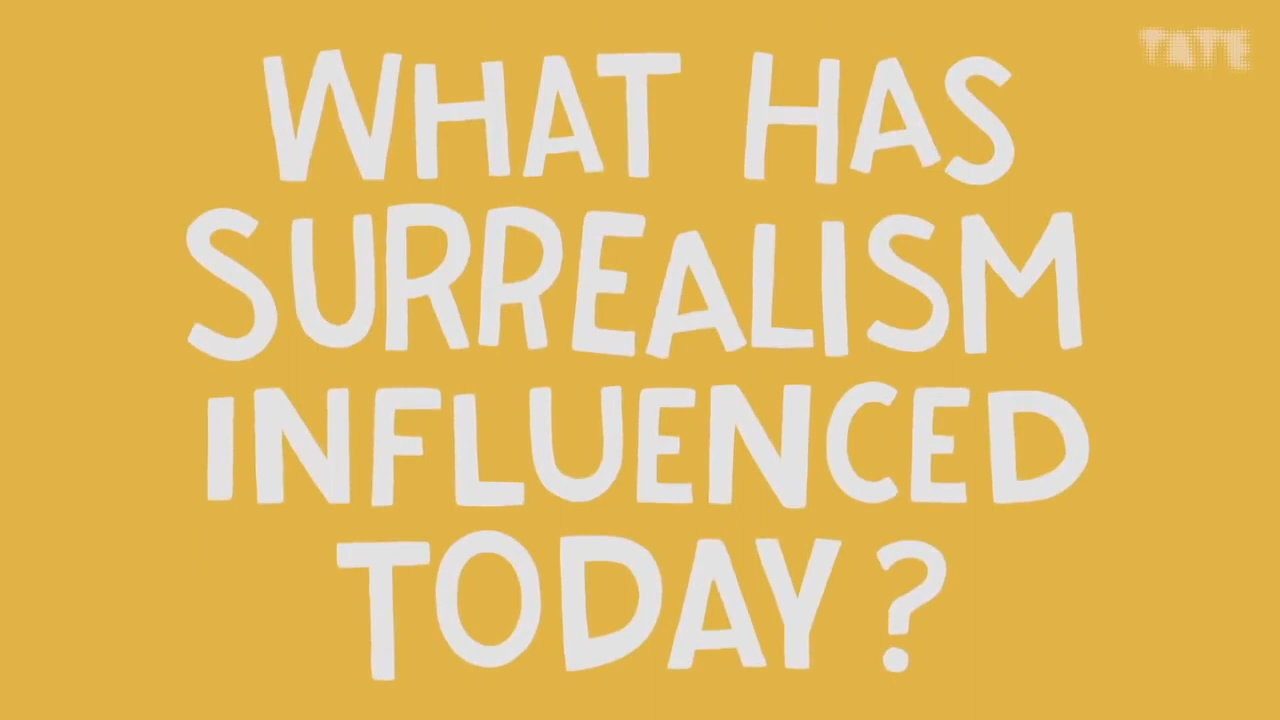 TATE
WHAT HAS
SURREALISM
INFLUENCED
TODAY?